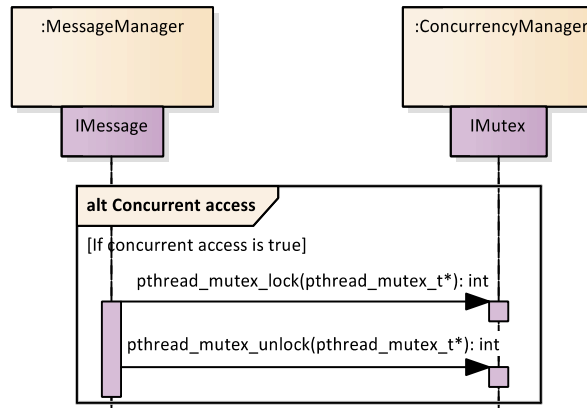 :MessageManager
:ConcurrencyManager
IMessage
IMutex
alt Concurrent access
[If concurrent access is true]
pthread_mutex_lock(pthread_mutex_t*): int
pthread_mutex_unlock(pthread_mutex_t*): int